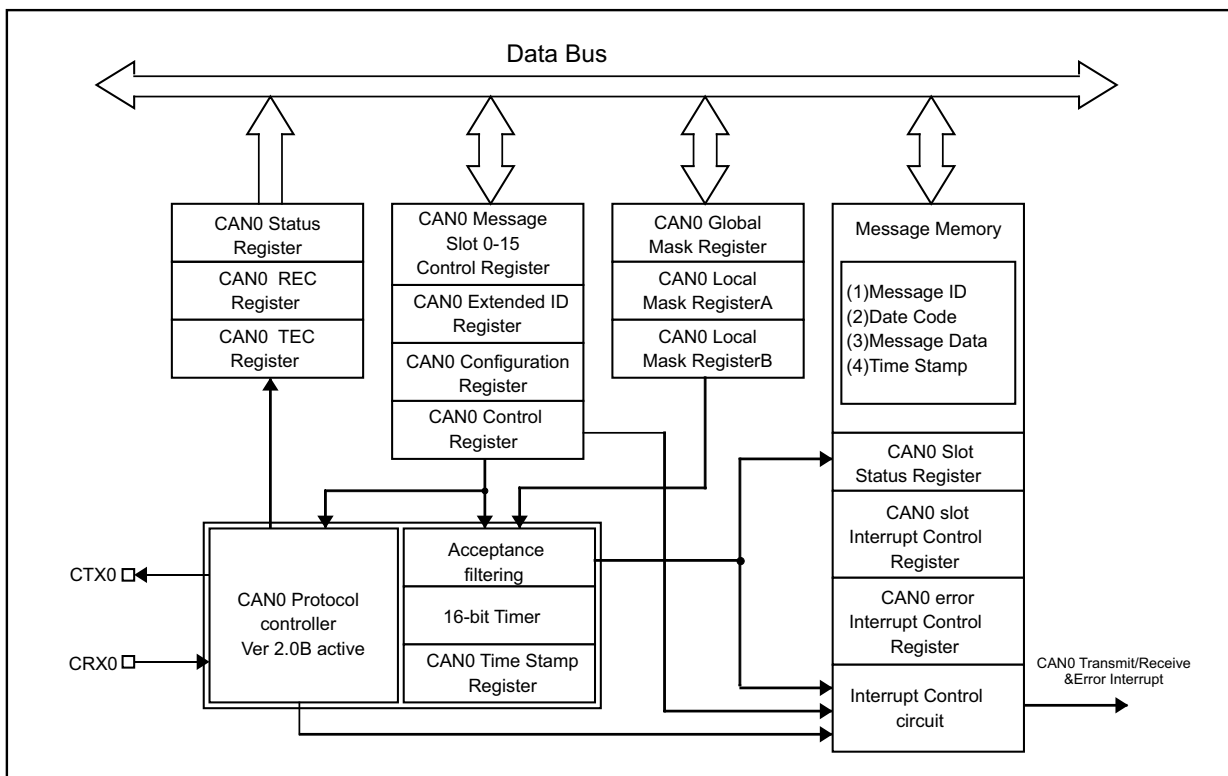 Data Bus
CAN0 Status
Register
CAN0 REC
Register
CAN0 TEC
Register
CAN0 Message
Slot 0-15
Control Register
CAN0 Extended ID
Register
CAN0 Configuration
Register
CAN0 Control
Register
CAN0 Global
Mask Register
CAN0 Local
Mask RegisterA
CAN0 Local
Mask RegisterB
Message Memory
(1)Message ID
(2)Date Code
(3)Message Data
(4)Time Stamp
CAN0 Slot
Status Register
CAN0 slot
Interrupt Control
Register
CAN0 error
Interrupt Control
Register
Interrupt Control
circuit
CTX0
CRX0
CAN0 Protocol
controller
Ver 2.0B active
Acceptance
filtering
16-bit Timer
CAN0 Time Stamp
Register
CAN0 Transmit/Receive
&Error Interrupt